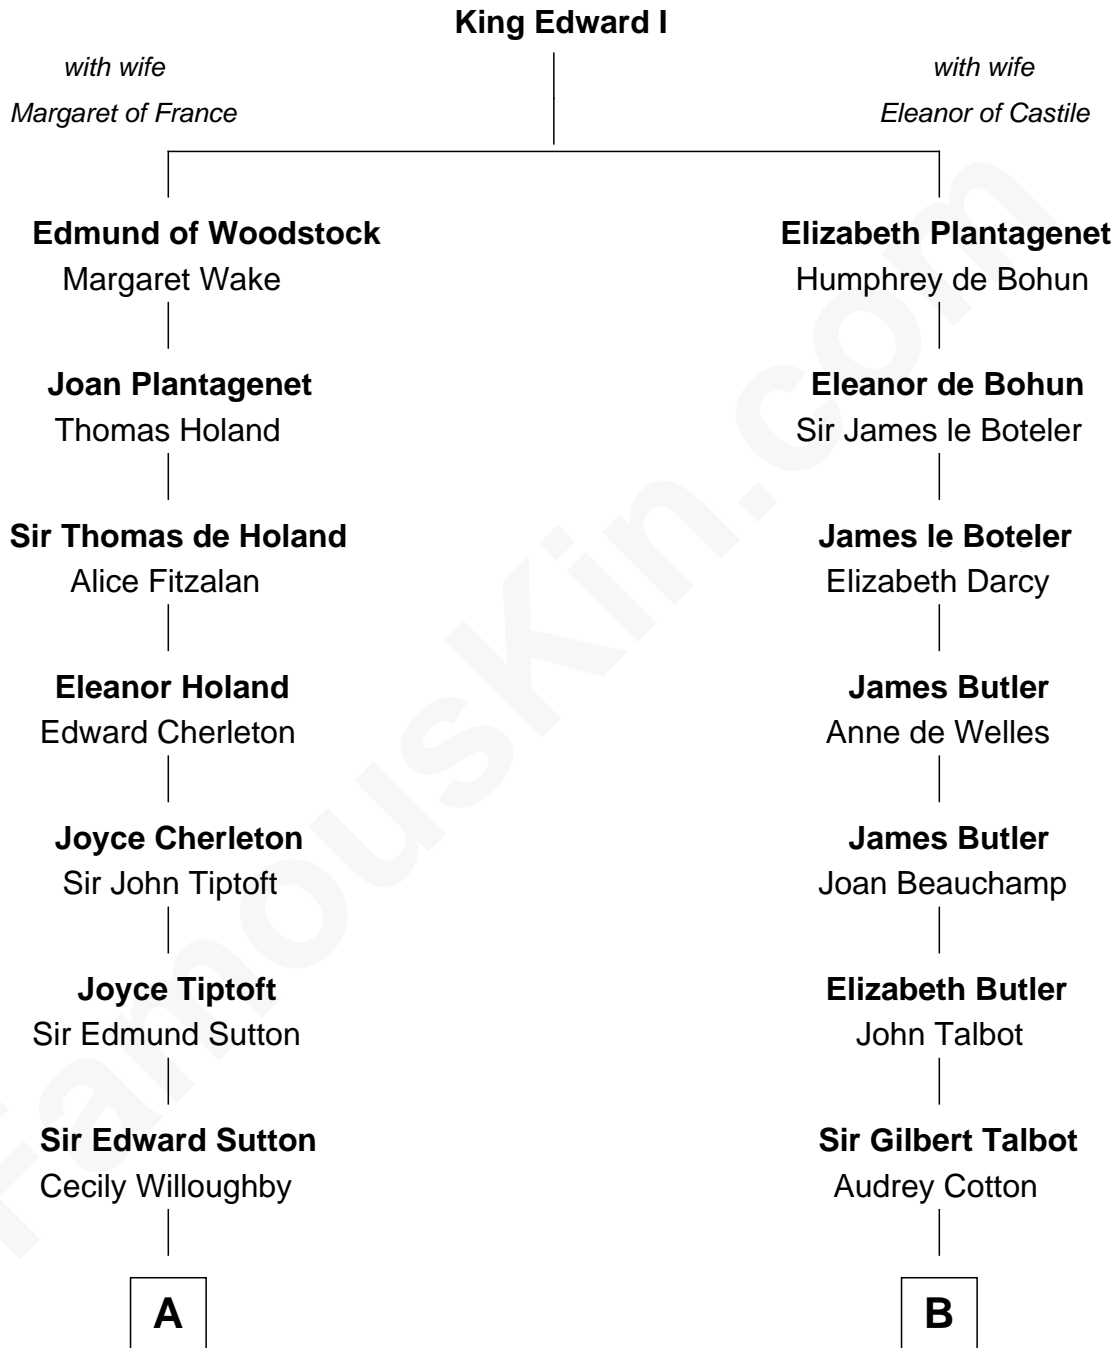 King Edward I
with wife
Margaret of France
with wife
Eleanor of Castile
Edmund of Woodstock
Margaret Wake
Elizabeth Plantagenet
Humphrey de Bohun
Joan Plantagenet
Thomas Holand
Eleanor de Bohun
Sir James le Boteler
Sir Thomas de Holand
Alice Fitzalan
James le Boteler
Elizabeth Darcy
Eleanor Holand
Edward Cherleton
James Butler
Anne de Welles
Joyce Cherleton
Sir John Tiptoft
James Butler
Joan Beauchamp
Joyce Tiptoft
Sir Edmund Sutton
Elizabeth Butler
John Talbot
Sir Edward Sutton
Cecily Willoughby
Sir Gilbert Talbot
Audrey Cotton
A
B
FamousKin.com